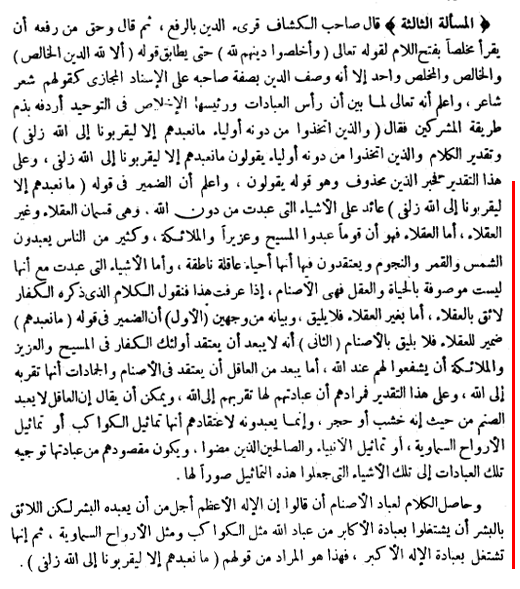 ﴿ المسألة الثالثة ﴾ قال صاحب الكشاف قرىء الدين بالرفع ، ثم قال وحق من رفعه أن
يقرأ مخلصاً بفتح اللام لقوله تعالى ( وأخلصوا دينهم لله ) حتى يطابق قوله ( ألا لله الدين الخالص )
والخالص والمخلص واحد إلا أنه وصف الدين بصفة صاحبه على الإسناد المجازى كقولهم شعر
شاعر ، واعلم أنه تعالى لما بين أن رأس العبادات ورئيسها الإخلاص فى التوحيد أردفه بذم
طريقة المشركين فقال ( والذين اتخذوا من دونه أولياء مانعبدهم إلا ليقربونا إلى الله زلفى )
وتقدير الكلام والذين اتخذوا من دونه أولياء يقولون مانعبدهم إلا ليقربونا إلى الله زلفى ، وعلى
هذا التقدير فخبر الذين محذوف وهو قوله يقولون ، واعلم أن الضمير فى قوله ( ما نعبدهم إلا
ليقربونا إلى الله زلفى ) عائد على الأشياء التى عبدت من دون الله ، وهى قسمان العقلاء وغير
العقلاء ، أما العقلاء فهو أن قوماً عبدوا المسيح وعزيراً والملائكة ، وكثير من الناس يعبدون
الشمس والقمر والنجوم ويعتقدون فيها أنها أحياء عاقلة ناطقة ، وأما الأشياء التى عبدت مع أنها
ليست موصوفة بالحياة والعقل فهى الأصنام ، إذا عرفت هذا فنقول الكلام الذى ذكره الكفار
لائق بالعقلاء ، أما بغير العقلاء فلا يليق ، وبيانه من وجهين (الأول) أن الضمير فى قوله ( مانعبدهم )
ضمير للعقلاء فلا يليق بالأصنام ( الثانى ) أنه لا يبعد أن يعتقد أولئك الكفار فى المسيح والعزيز
والملائكة أن يشفعوا لهم عند الله ، أما يبعد من العاقل أن يعتقد فى الأصنام والجمادات أنها تقربه
إلى الله ، وعلى هذا التقدير فمرادهم أن عبادتهم لها تقربهم إلى الله ، ويمكن أن يقال إن العاقل لا يعبد
الصنم من حيث إنه خشب أو حجر ، وإنما يعبدونه لاعتقادهم أنها تماثيل الكواكب أو تماثيل
الأرواح السماوية ، أو تماثيل الأنبياء والصالحين الذين مضوا ، ويكون مقصودهم من عبادتها توجيه
تلك العبادات إلى تلك الأشياء التى جعلوا هذه التماثيل صوراً لها .
وحاصل الكلام لعباد الأصنام أن قالوا إن الإله الأعظم أجل من أن يعبده البشر لكن اللائق
بالبشر أن يشتغلوا بعبادة الأكابر من عباد الله مثل الكواكب ومثل الأرواح السماوية ، ثم إنها
تشتغل بعبادة الإله الأكبر ، فهذا هو المراد من قولهم ( ما نعبدهم إلا ليقربونا إلى الله زلفى ) .